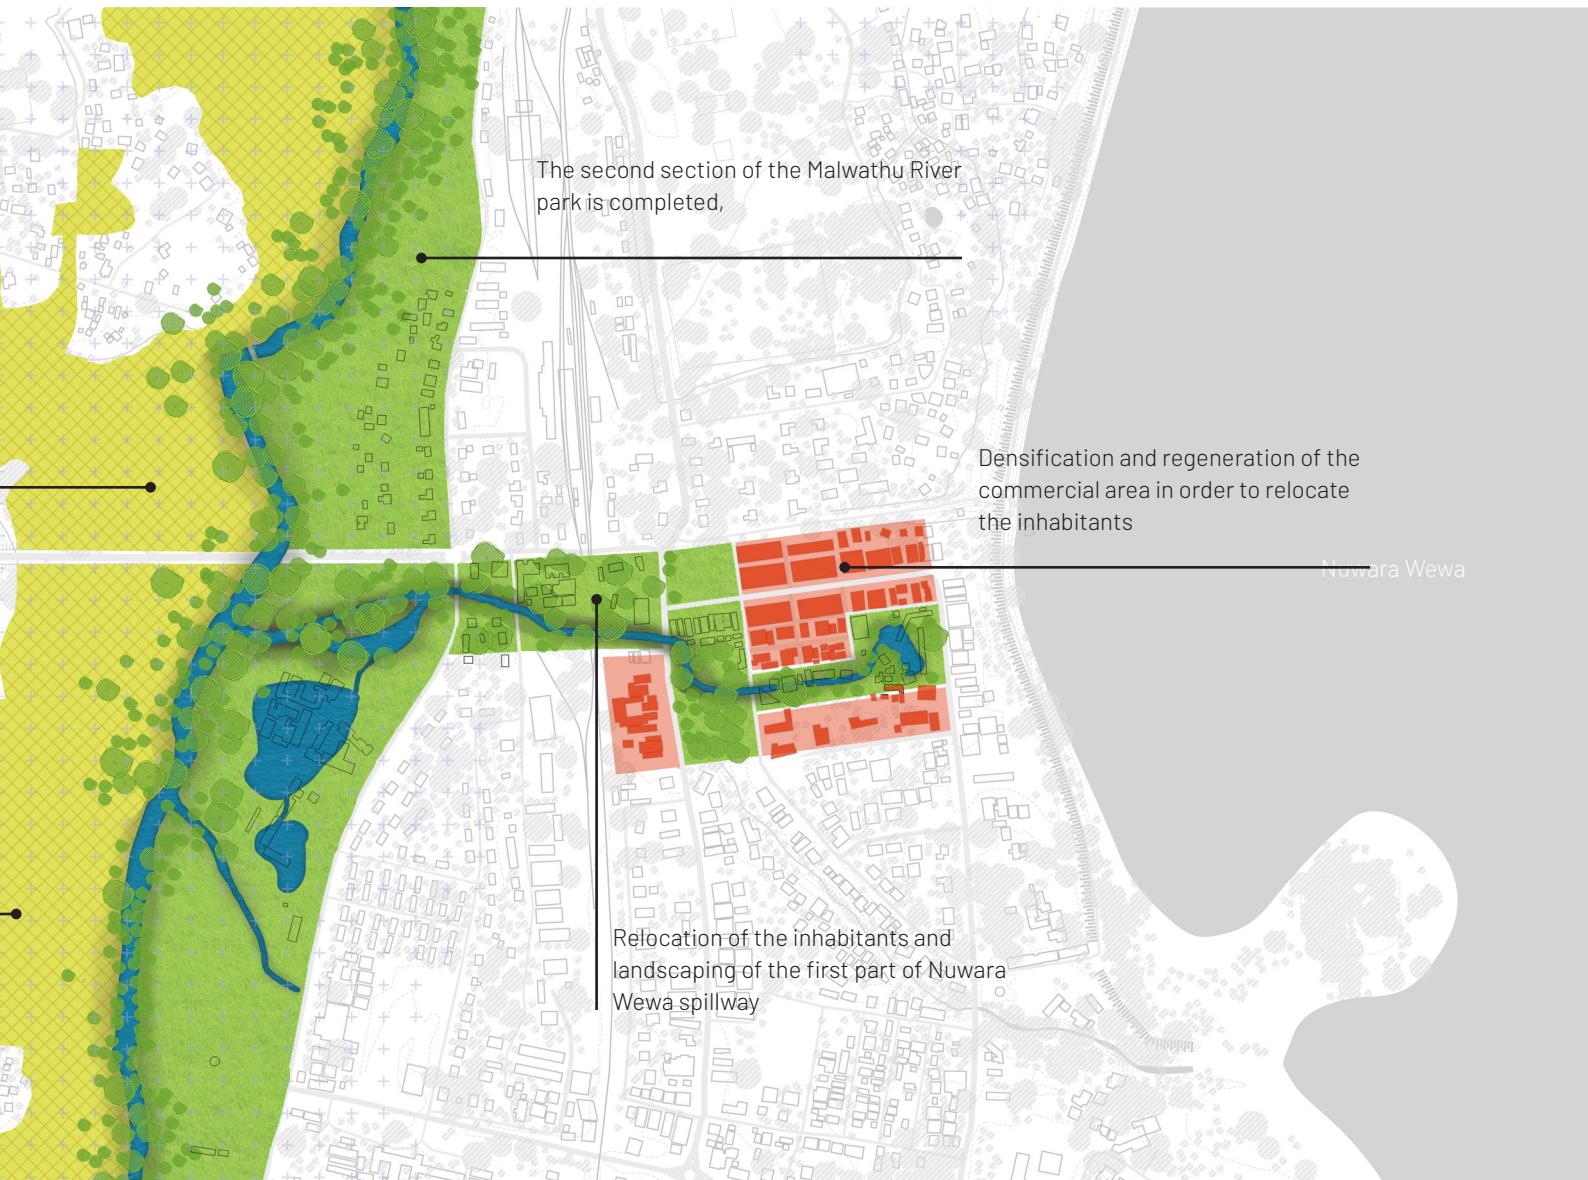 The second section of the Malwathu River
park is completed,
Densification and regeneration of the
commercial area in order to relocate
the inhabitants
Nuwara Wewa
Relocation of the inhabitants and
landscaping of the first part of Nuwara
Wewa spillway